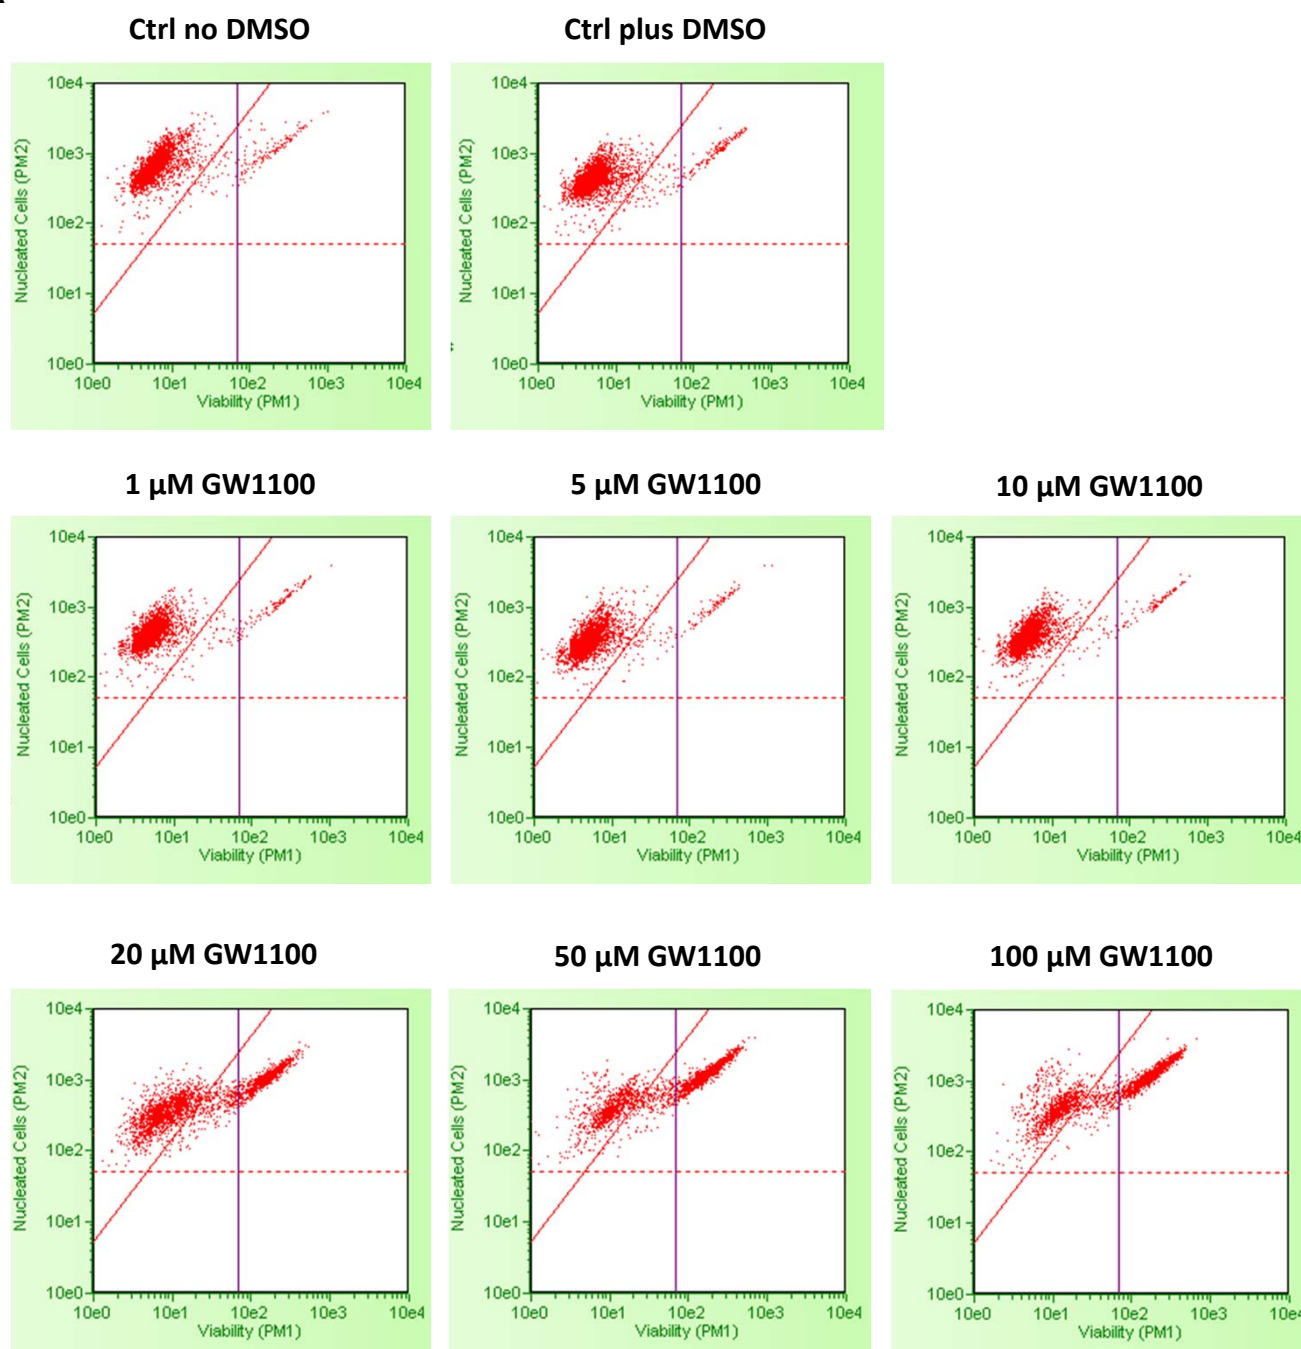 Ctrl no DMSO
Ctrl plus DMSO
10e4
10e3
10e2
10e1
10e0
Nucleated Cells (PM2)
10e0 10e1 10e2 10e3 10e4
Viability (PM1)
10e4
10e3
10e2
10e1
10e0
Nucleated Cells (PM2)
10e0 10e1 10e2 10e3 10e4
Viability (PM1)
1 µM GW1100
5 µM GW1100
10 µM GW1100
10e4
10e3
10e2
10e1
10e0
Nucleated Cells (PM2)
10e0 10e1 10e2 10e3 10e4
Viability (PM1)
10e4
10e3
10e2
10e1
10e0
Nucleated Cells (PM2)
10e0 10e1 10e2 10e3 10e4
Viability (PM1)
10e4
10e3
10e2
10e1
10e0
Nucleated Cells (PM2)
10e0 10e1 10e2 10e3 10e4
Viability (PM1)
20 µM GW1100
50 µM GW1100
100 µM GW1100
10e4
10e3
10e2
10e1
10e0
Nucleated Cells (PM2)
10e0 10e1 10e2 10e3 10e4
Viability (PM1)
10e4
10e3
10e2
10e1
10e0
Nucleated Cells (PM2)
10e0 10e1 10e2 10e3 10e4
Viability (PM1)
10e4
10e3
10e2
10e1
10e0
Nucleated Cells (PM2)
10e0 10e1 10e2 10e3 10e4
Viability (PM1)